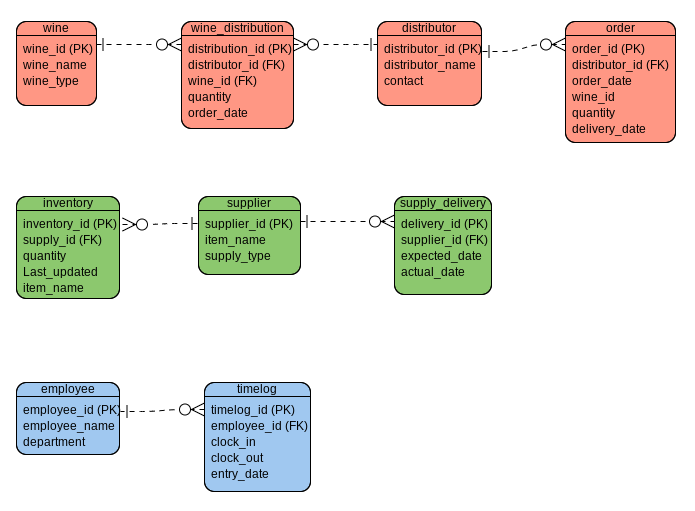 wine
wine_id (PK)
wine_name
wine_type
wine_distribution
distribution_id (PK)
distributor_id (FK)
wine_id (FK)
quantity
order_date
distributor
distributor_id (PK)
distributor_name
contact
order
order_id (PK)
distributor_id (FK)
order_date
wine_id
quantity
delivery_date
inventory
inventory_id (PK)
supply_id (FK)
quantity
Last_updated
item_name
supplier
supplier_id (PK)
item_name
supply_type
supply_delivery
delivery_id (PK)
supplier_id (FK)
expected_date
actual_date
employee
employee_id (PK)
employee_name
department
timelog
timelog_id (PK)
employee_id (FK)
clock_in
clock_out
entry_date